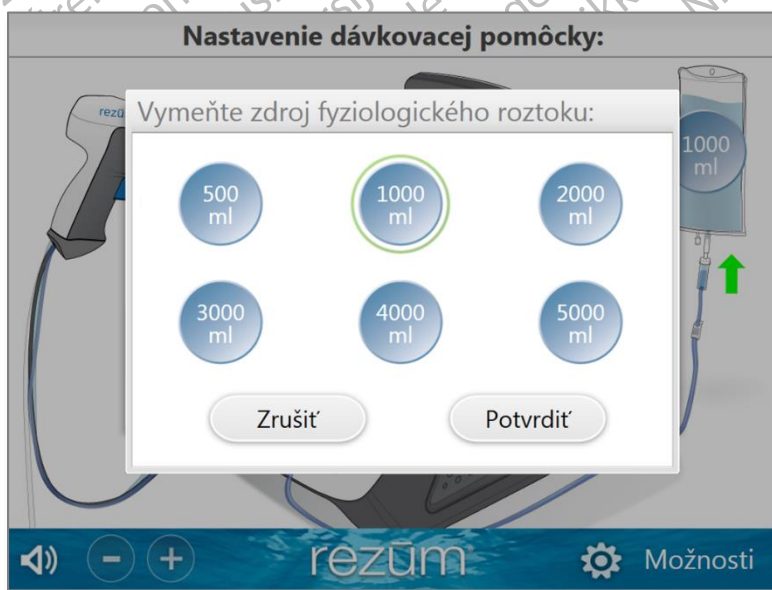 Nastavenie dávkovacej pomôcky:
rezū
Vymeňte zdroj fyziologického roztoku:
1000
ml
500
ml
1000
ml
2000
ml
3000
ml
4000
ml
5000
ml
Zrušiť
Potvrdiť
rezūm
Možnosti